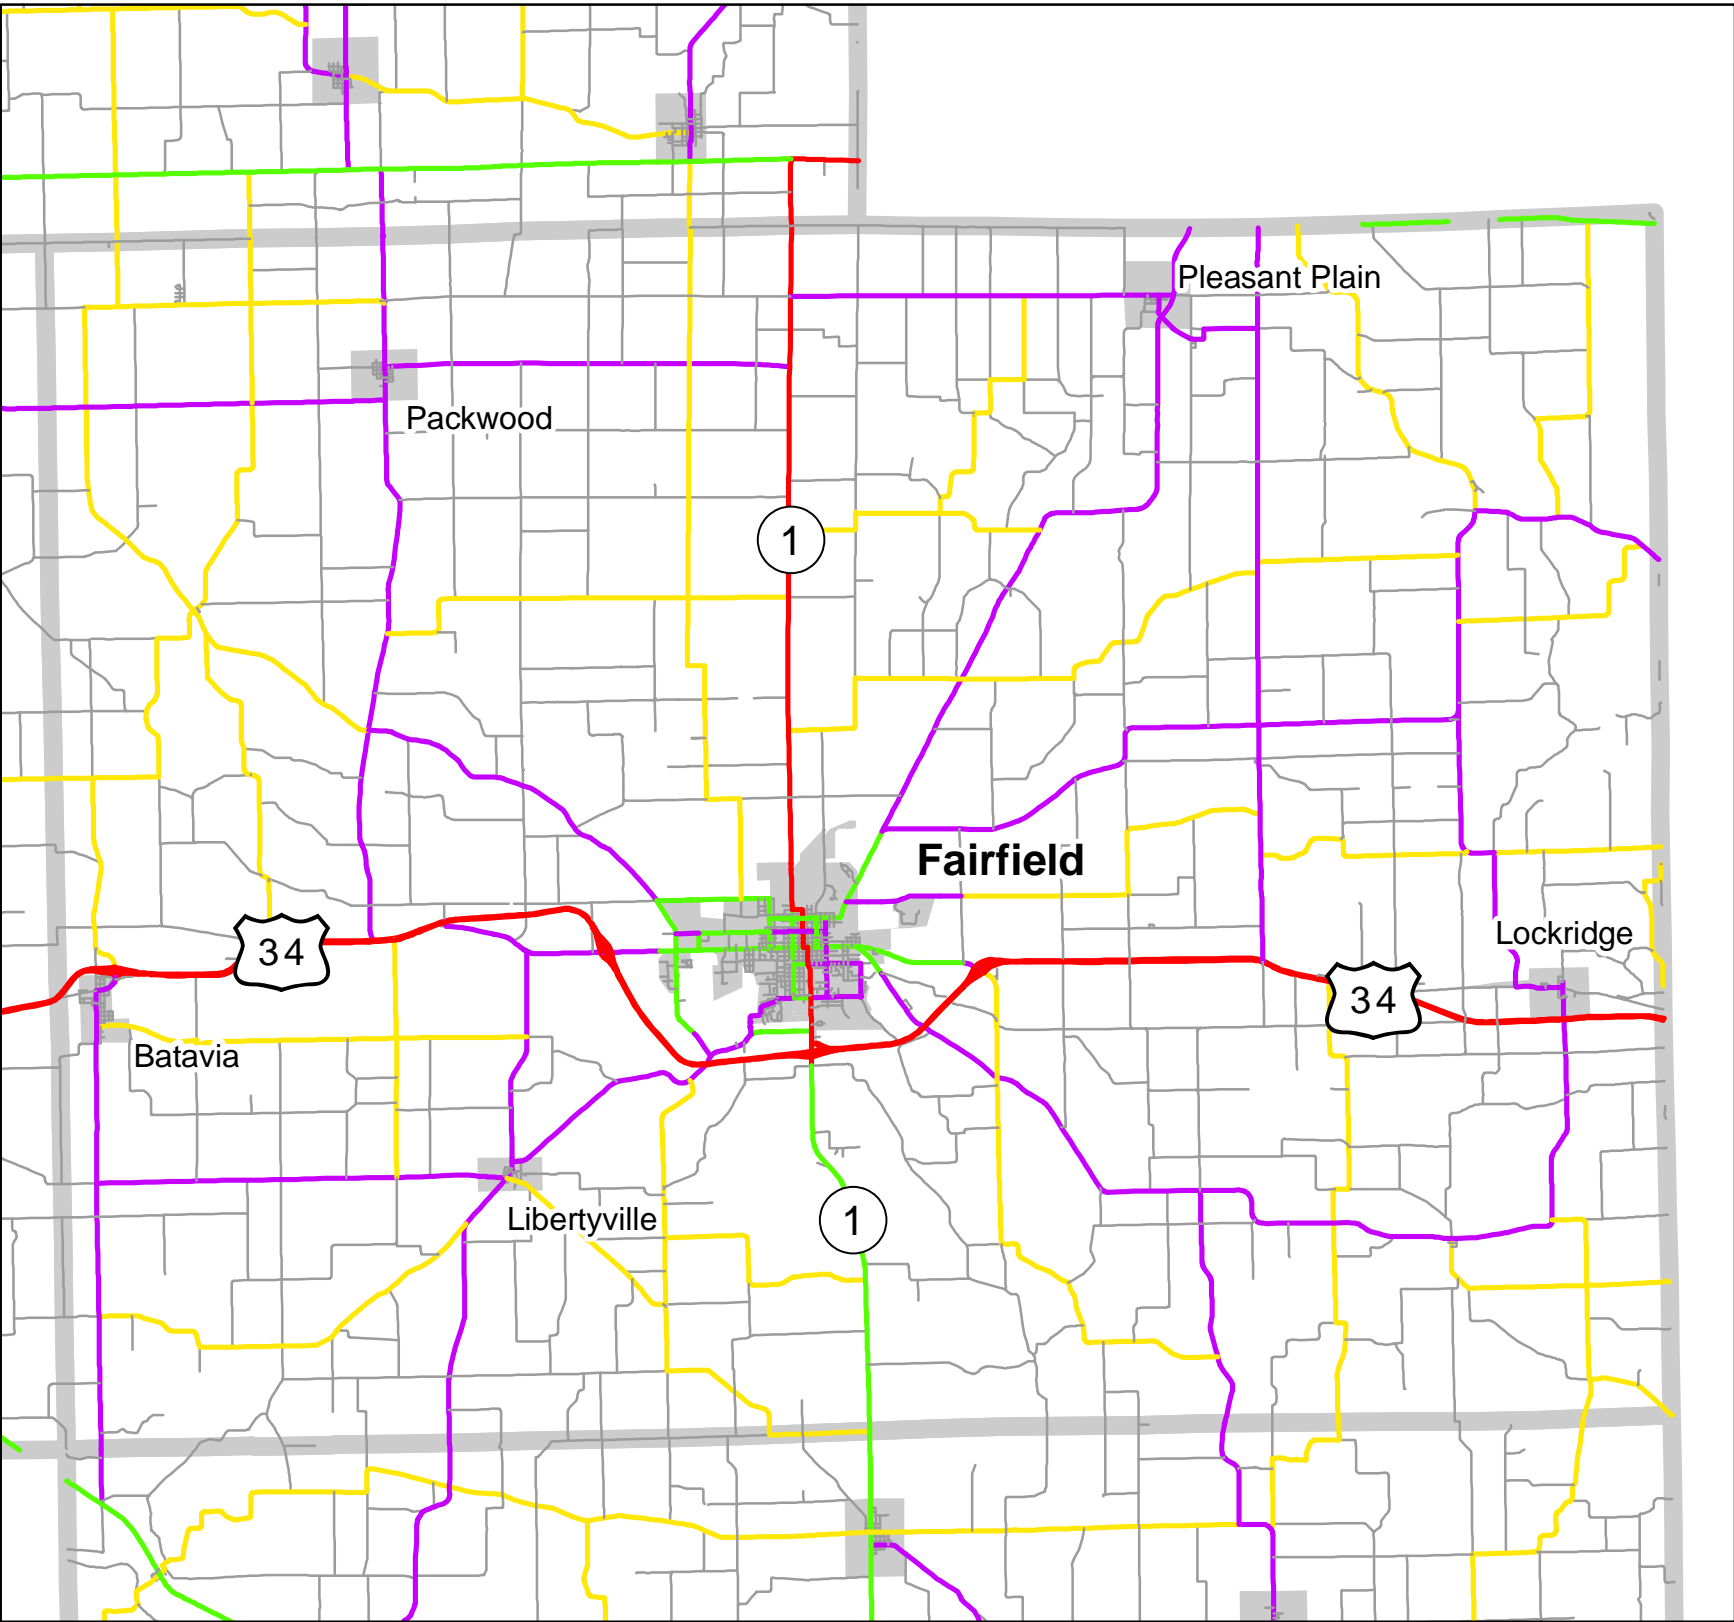 Pleasant Plain
Packwood
1
Fairfield
34
Lockridge
34
Batavia
Libertyville
1